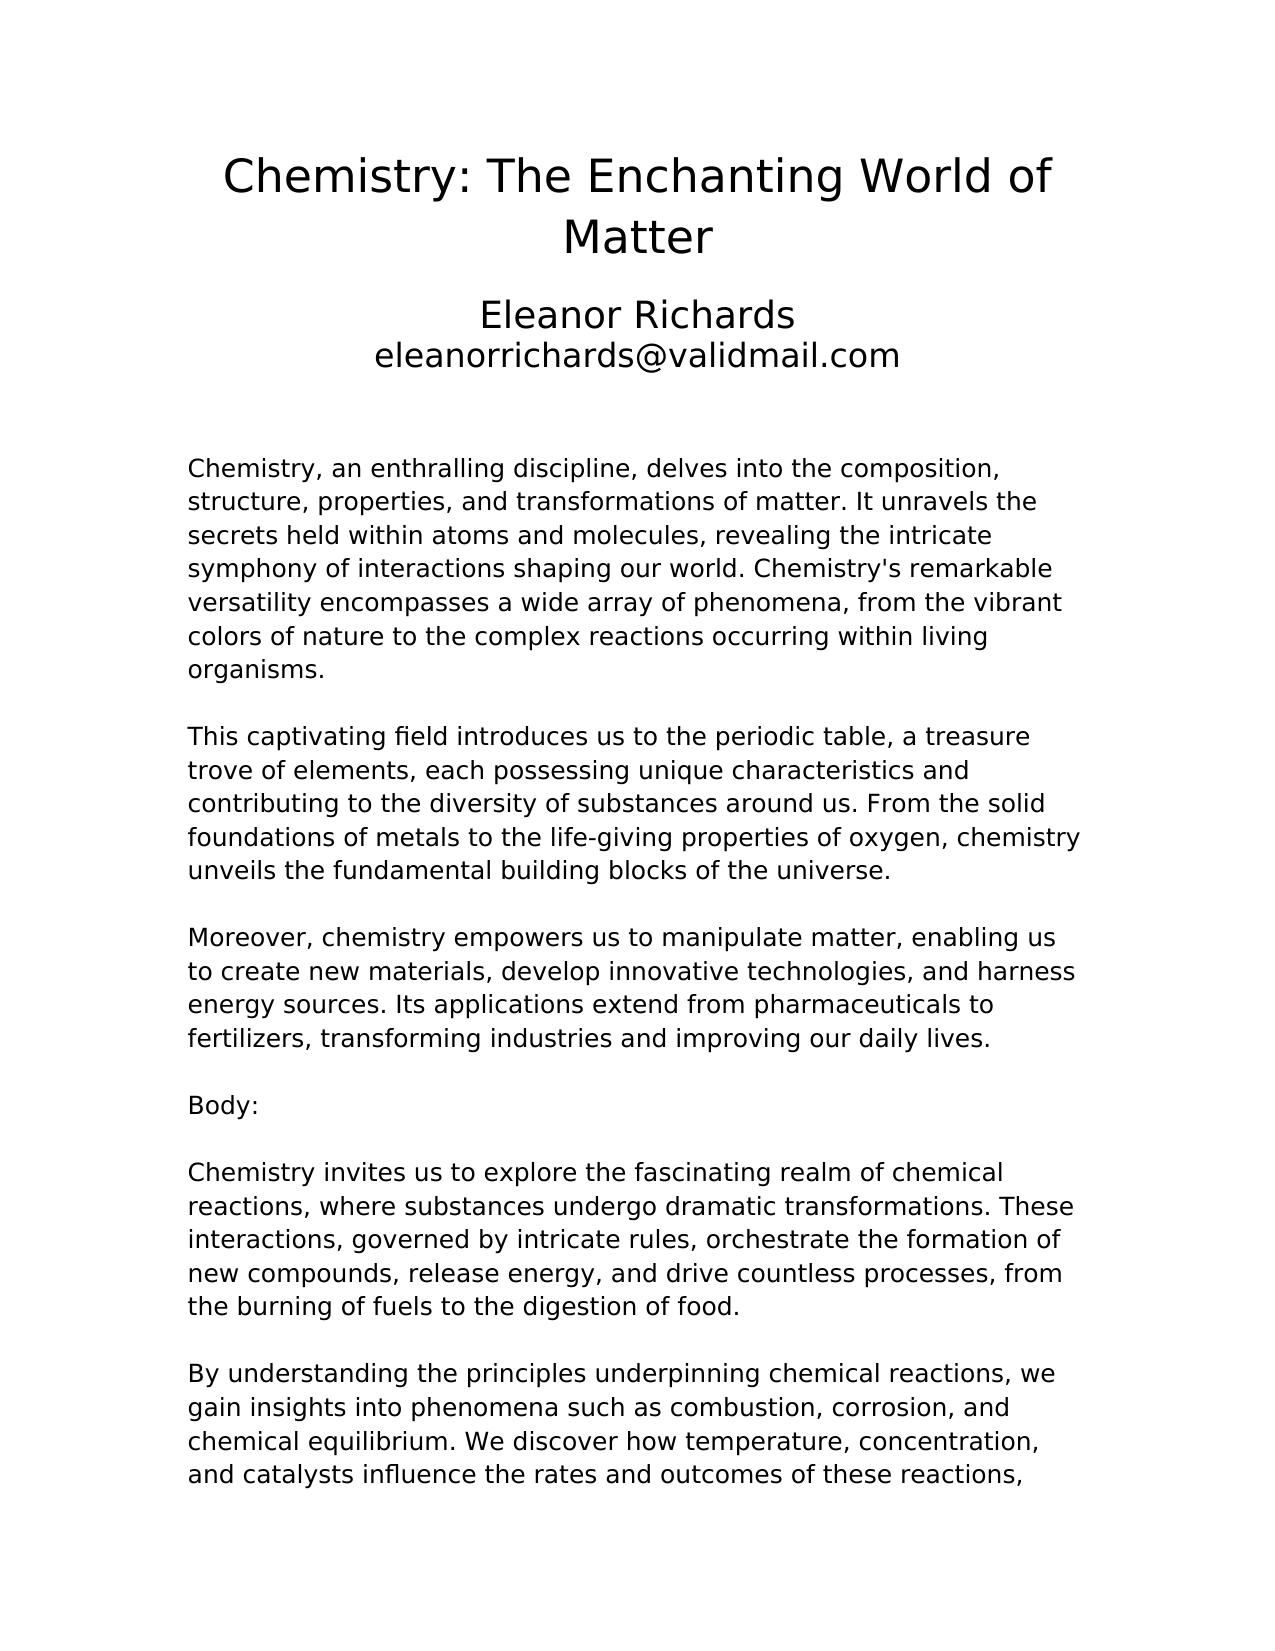 Chemistry: The Enchanting World of
Matter
Eleanor Richards
eleanorrichards@validmail.com
Chemistry, an enthralling discipline, delves into the composition,
structure, properties, and transformations of matter. It unravels the
secrets held within atoms and molecules, revealing the intricate
symphony of interactions shaping our world. Chemistry's remarkable
versatility encompasses a wide array of phenomena, from the vibrant
colors of nature to the complex reactions occurring within living
organisms.
This captivating field introduces us to the periodic table, a treasure
trove of elements, each possessing unique characteristics and
contributing to the diversity of substances around us. From the solid
foundations of metals to the life-giving properties of oxygen, chemistry
unveils the fundamental building blocks of the universe.
Moreover, chemistry empowers us to manipulate matter, enabling us
to create new materials, develop innovative technologies, and harness
energy sources. Its applications extend from pharmaceuticals to
fertilizers, transforming industries and improving our daily lives.
Body:
Chemistry invites us to explore the fascinating realm of chemical
reactions, where substances undergo dramatic transformations. These
interactions, governed by intricate rules, orchestrate the formation of
new compounds, release energy, and drive countless processes, from
the burning of fuels to the digestion of food.
By understanding the principles underpinning chemical reactions, we
gain insights into phenomena such as combustion, corrosion, and
chemical equilibrium. We discover how temperature, concentration,
and catalysts influence the rates and outcomes of these reactions,